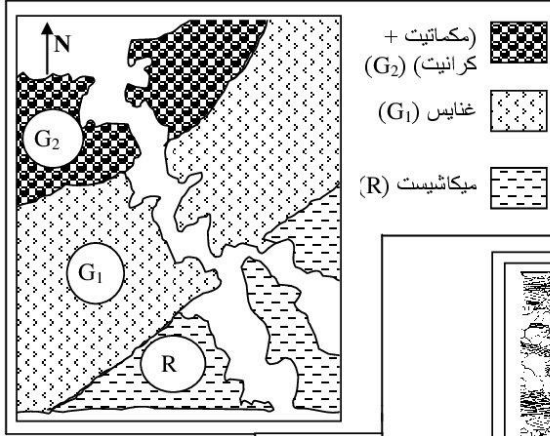 N
(مكماتيت +
كرانيت) (G₂)
غنايس (G₁)
ميكاشيست (R)
G₂
G₁
R